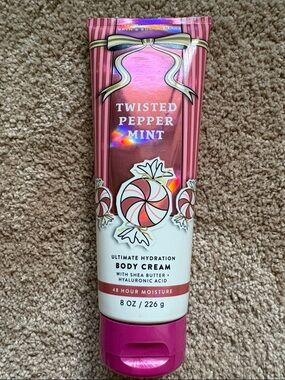 TWISTED
PEPPER
MINT
ULTIMATE HYDRATION
BODY CREAM
WITH SHEA BUTTER +
HYALURONIC ACID
48 HOUR MOISTURE
8 OZ / 226 g